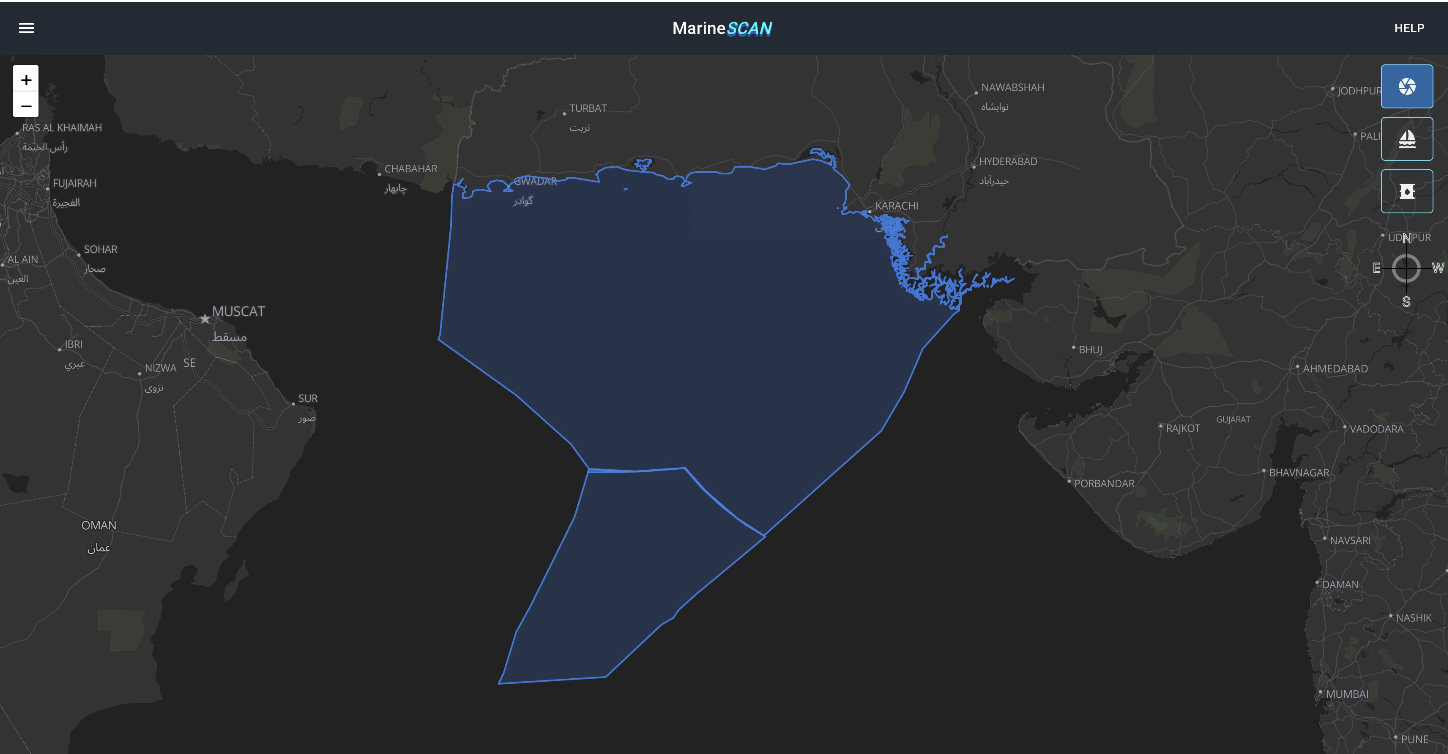 MarineSCAN
HELP
+
−
NAWABSHAH
نوابشاه
JODHPUR
TURBAT
تربت
RAS AL KHAIMAH
رأس الخيمة
PALI
HYDERABAD
حیدرآباد
CHABAHAR
چابهار
FUJAIRAH
الفجيرة
GWADAR
گوادر
KARACHI
UDAIPUR
N
E
W
S
SOHAR
صحار
AL AIN
العين
MUSCAT
مسقط
IBRI
عبري
NIZWA
نزوى
SE
BHUJ
AHMEDABAD
SUR
صور
GUJARAT
RAJKOT
VADODARA
BHAVNAGAR
PORBANDAR
OMAN
عمان
NAVSARI
DAMAN
NASHIK
MUMBAI
PUNE